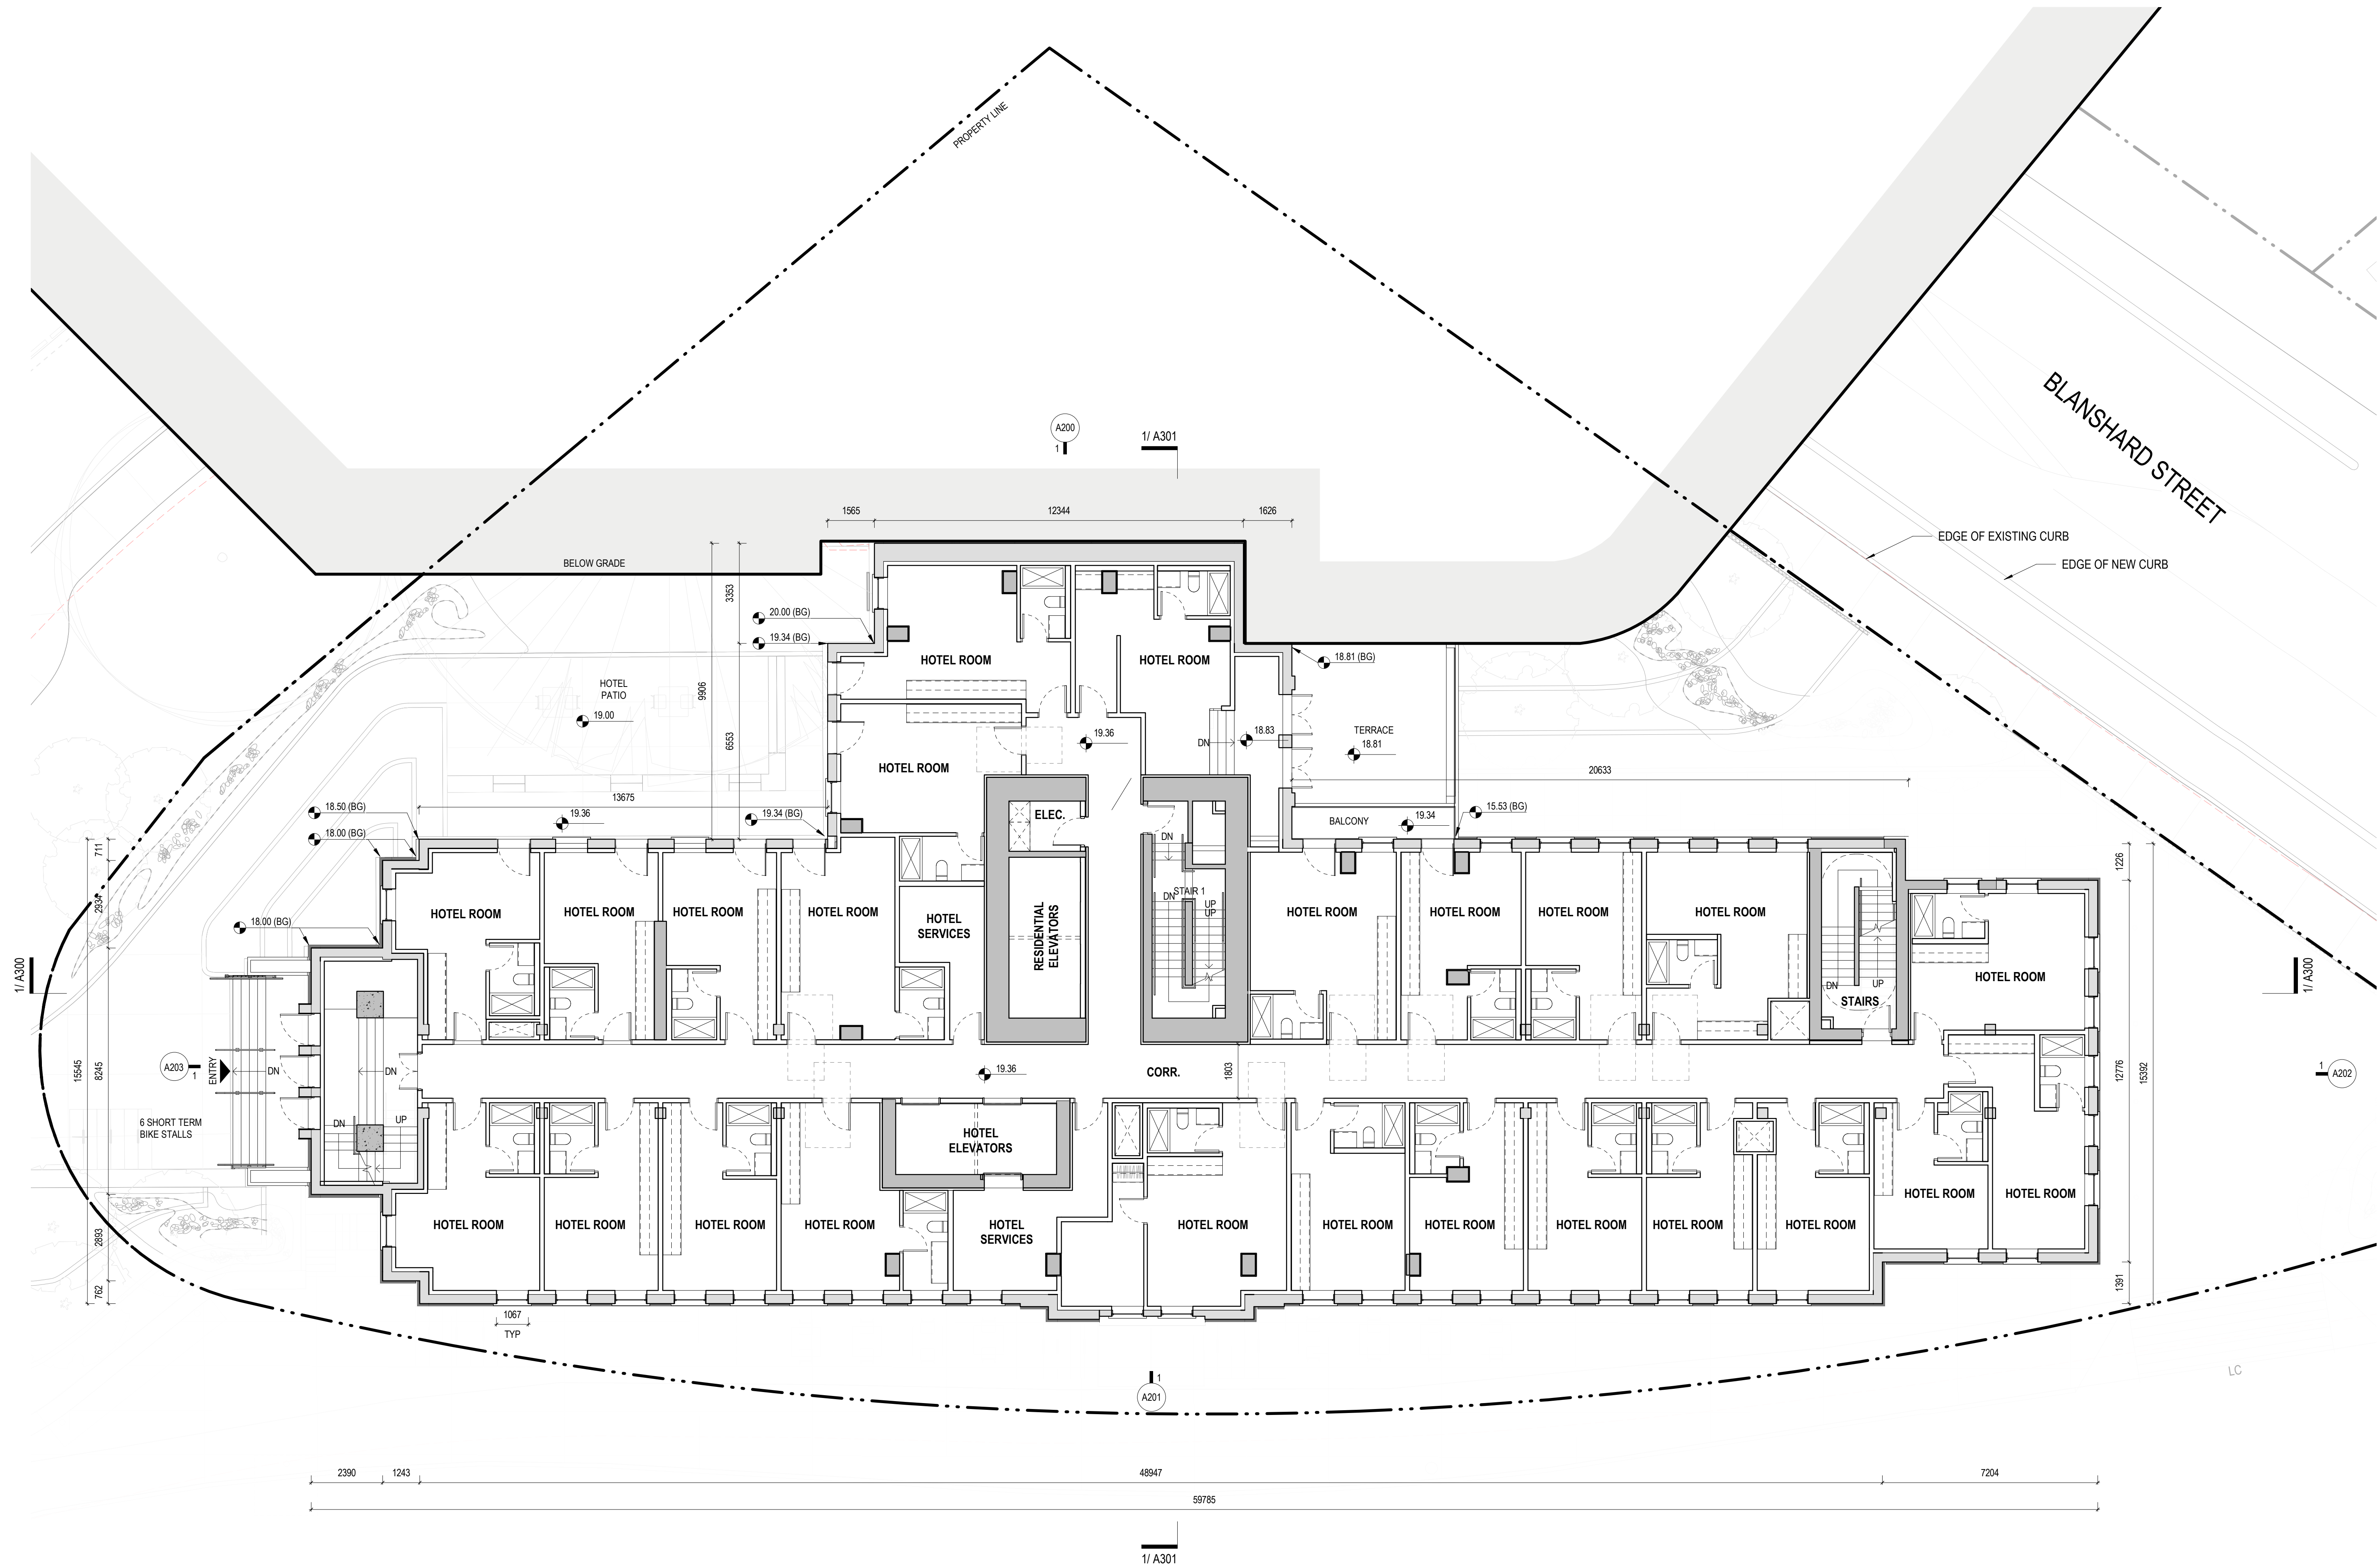 PROPERTY LINE
BLANSHARD STREET
A200
1
1/ A301
EDGE OF EXISTING CURB
EDGE OF NEW CURB
1565
12344
1626
BELOW GRADE
3353
20.00 (BG)
19.34 (BG)
HOTEL ROOM
HOTEL ROOM
18.81 (BG)
HOTEL
PATIO
19.00
9906
6553
19.36
DN
18.83
TERRACE
18.81
HOTEL ROOM
20633
13675
18.50 (BG)
19.36
19.34 (BG)
18.00 (BG)
ELEC.
BALCONY
19.34
15.53 (BG)
DN
711
2934
1226
18.00 (BG)
HOTEL ROOM
HOTEL ROOM
HOTEL ROOM
HOTEL ROOM
HOTEL
SERVICES
RESIDENTIAL
ELEVATORS
STAIR 1
DN
UP
UP
HOTEL ROOM
HOTEL ROOM
HOTEL ROOM
HOTEL ROOM
DN
UP
STAIRS
HOTEL ROOM
1/ A300
1/ A300
15545
8245
A203
1
ENTRY
DN
DN
19.36
CORR.
1803
12776
15392
1
A202
6 SHORT TERM
BIKE STALLS
DN
UP
HOTEL
ELEVATORS
HOTEL ROOM
HOTEL ROOM
HOTEL ROOM
HOTEL ROOM
HOTEL ROOM
HOTEL
SERVICES
HOTEL ROOM
HOTEL ROOM
HOTEL ROOM
HOTEL ROOM
HOTEL ROOM
HOTEL ROOM
HOTEL ROOM
2893
762
1391
1067
TYP
1
A201
LC
2390
1243
48947
7204
59785
1/ A301